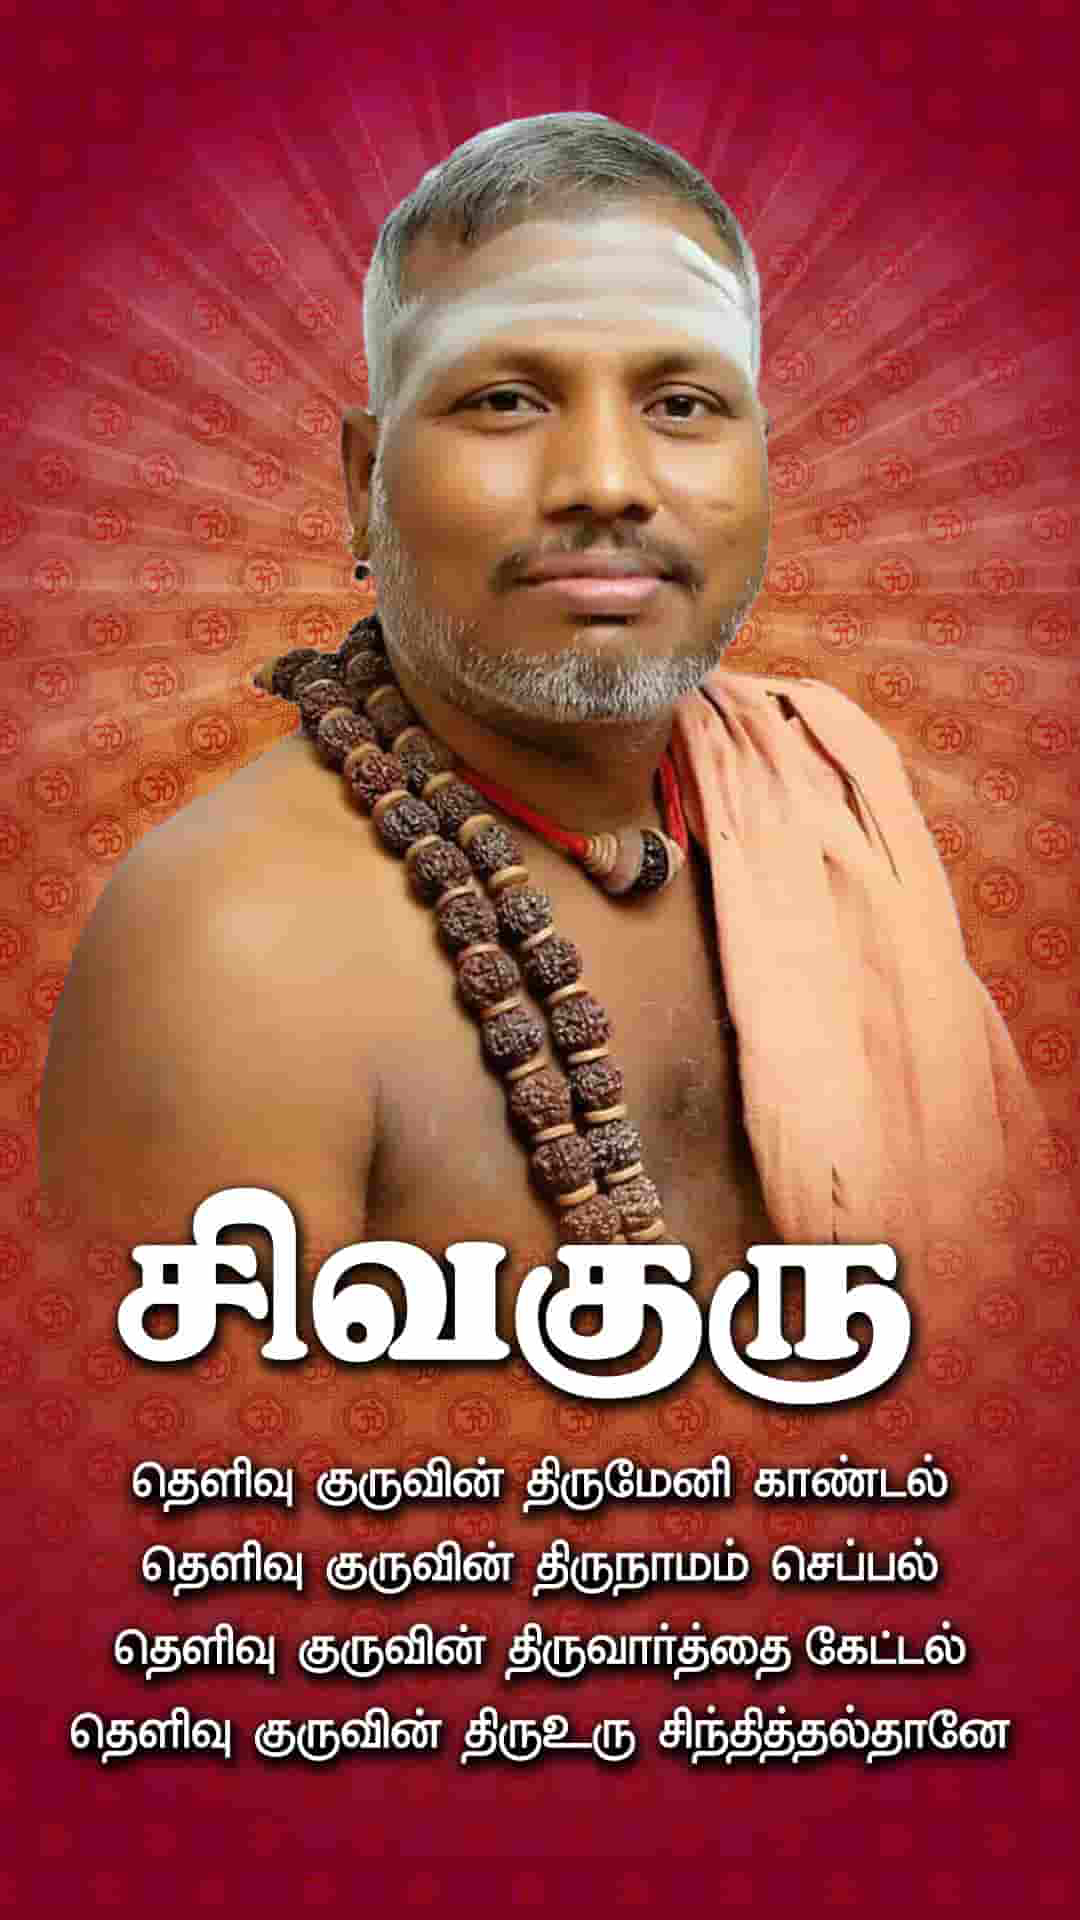 சிவகுரு
தெளிவு குருவின் திருமேனி காண்டல்
தெளிவு குருவின் திருநாமம் செப்பல்
தெளிவு குருவின் திருவார்த்தை கேட்டல்
தெளிவு குருவின் திருஉரு சிந்தித்தல்தானே